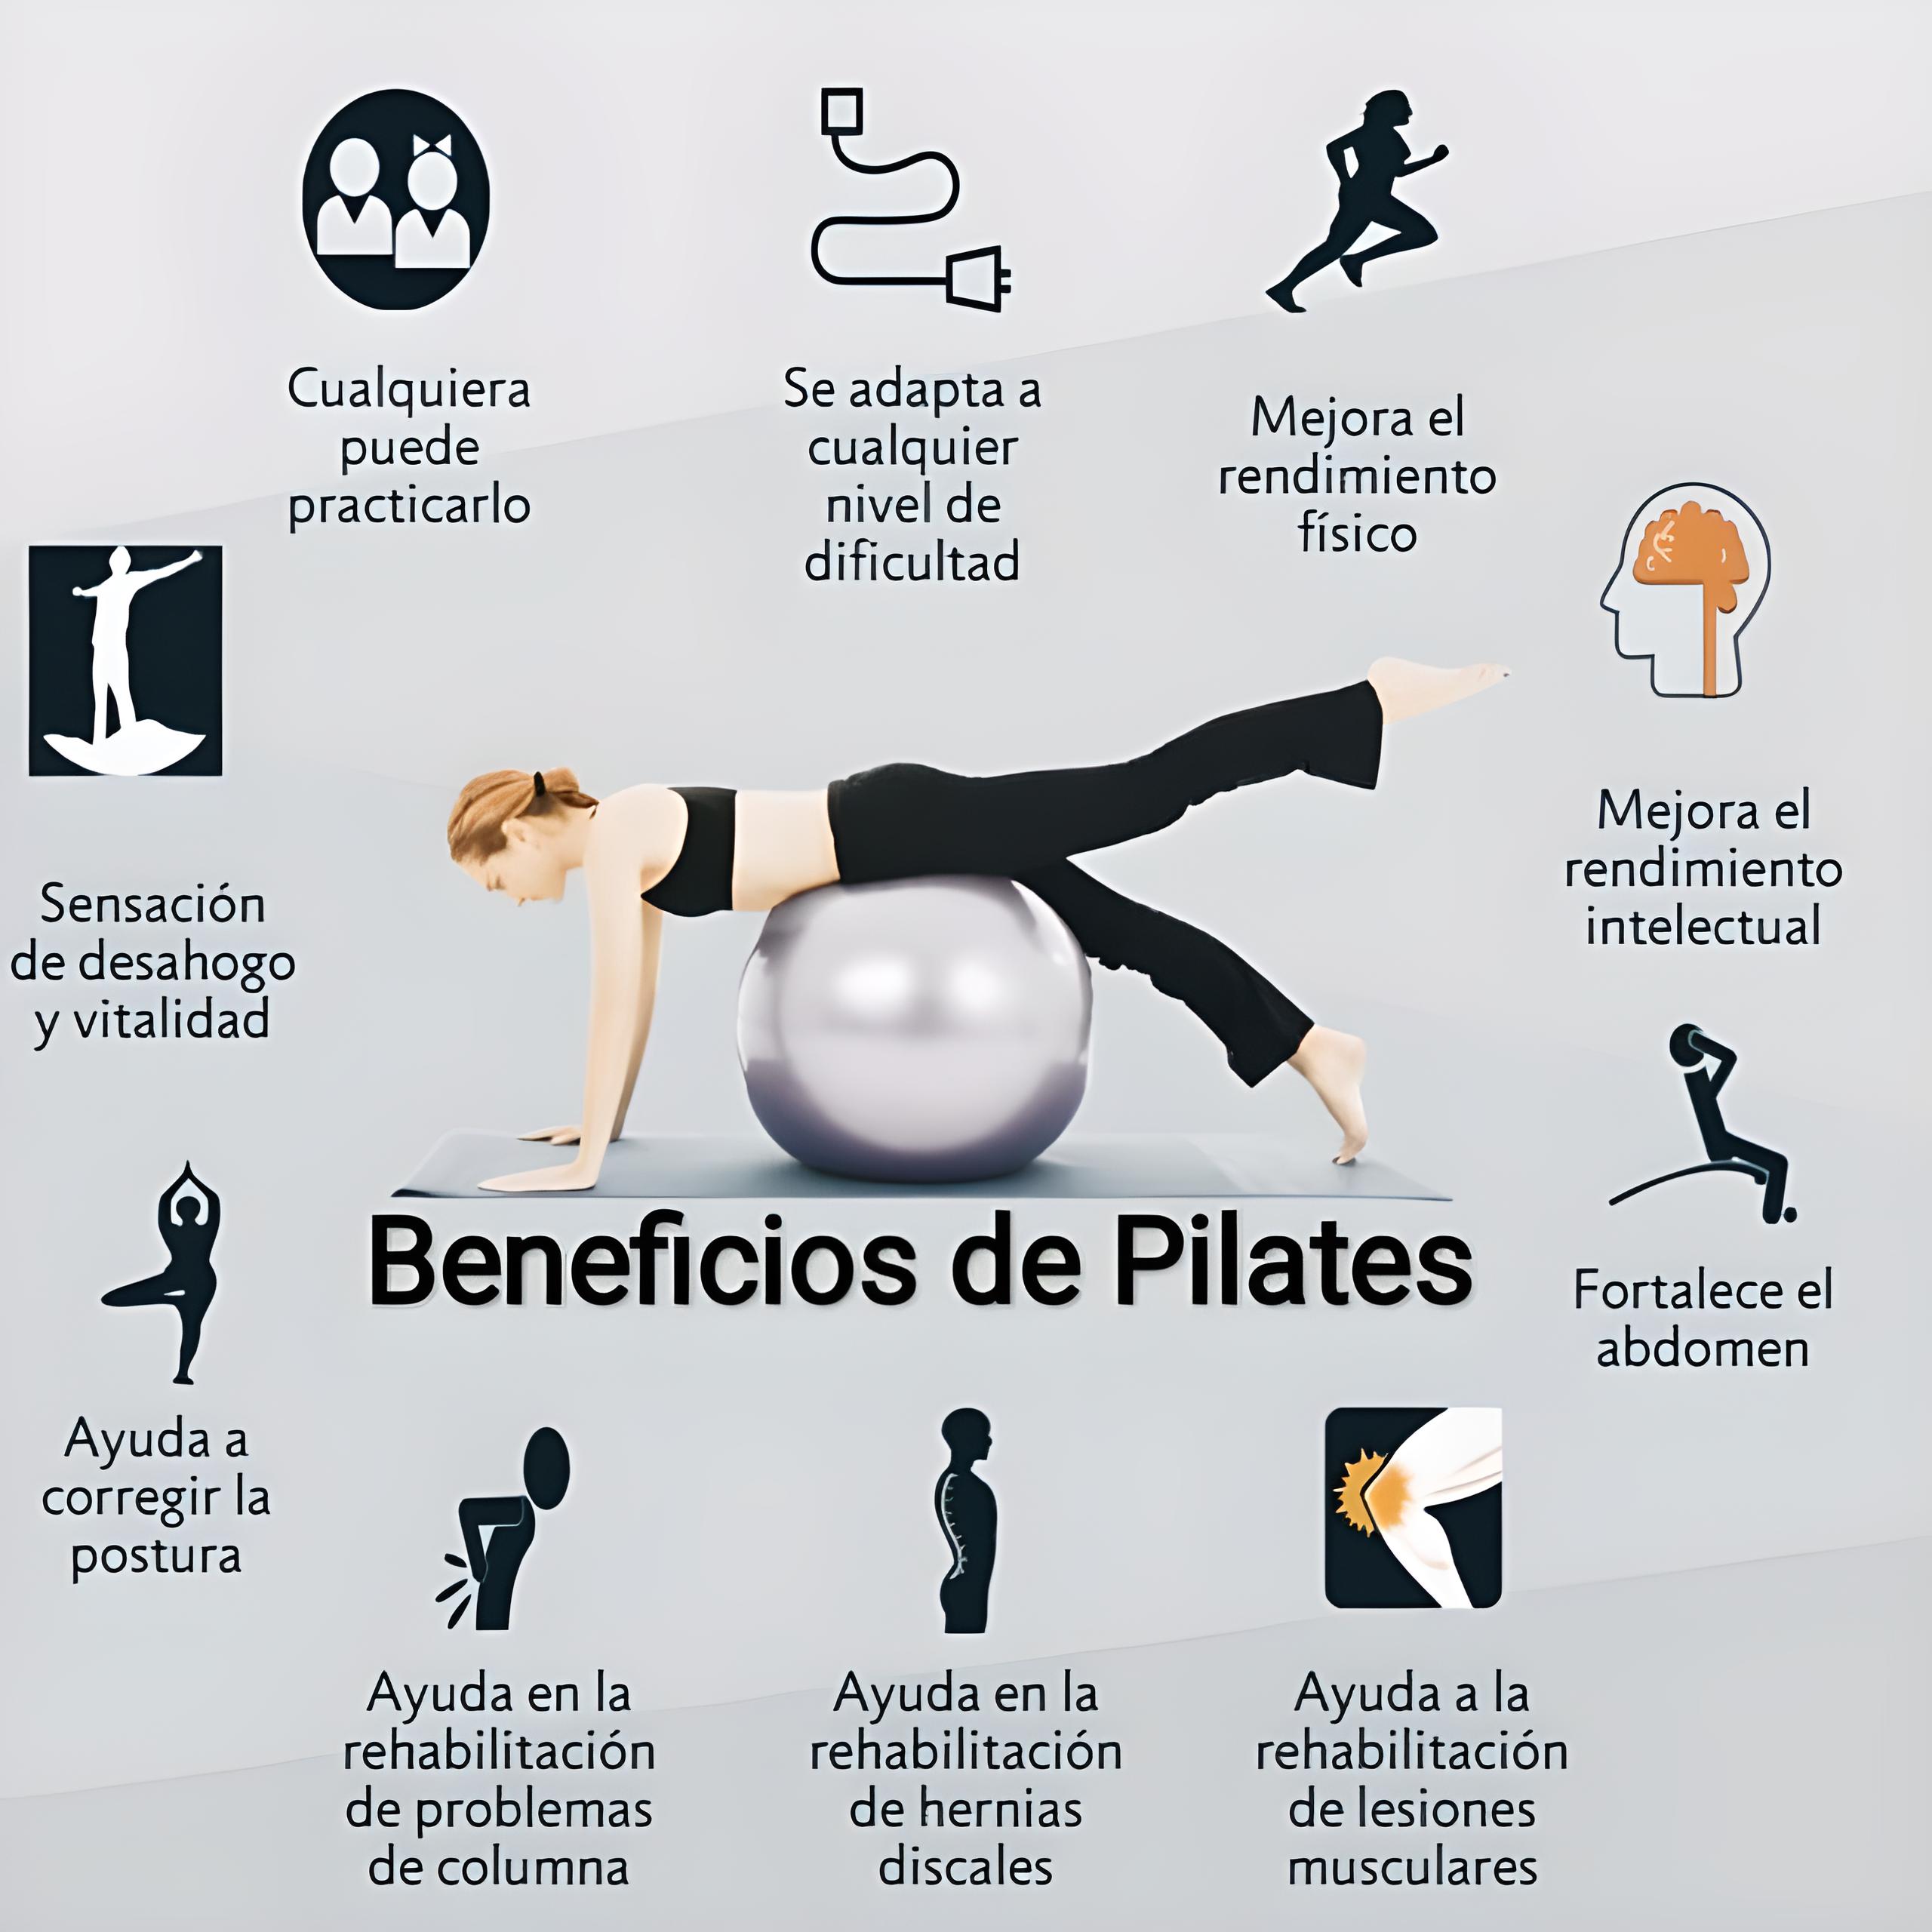 Cualquiera
puede
practicarlo
Se adapta a
cualquier
nivel de
dificultad
Mejora el
rendimiento
físico
Mejora el
rendimiento
intelectual
Sensación
de desahogo
y vitalidad
Beneficios de Pilates
Fortalece el
abdomen
Ayuda a
corregir la
postura
Ayuda en la
rehabilitación
de problemas
de columna
Ayuda en la
rehabilitación
de hernias
discales
Ayuda a la
rehabilitación
de lesiones
musculares